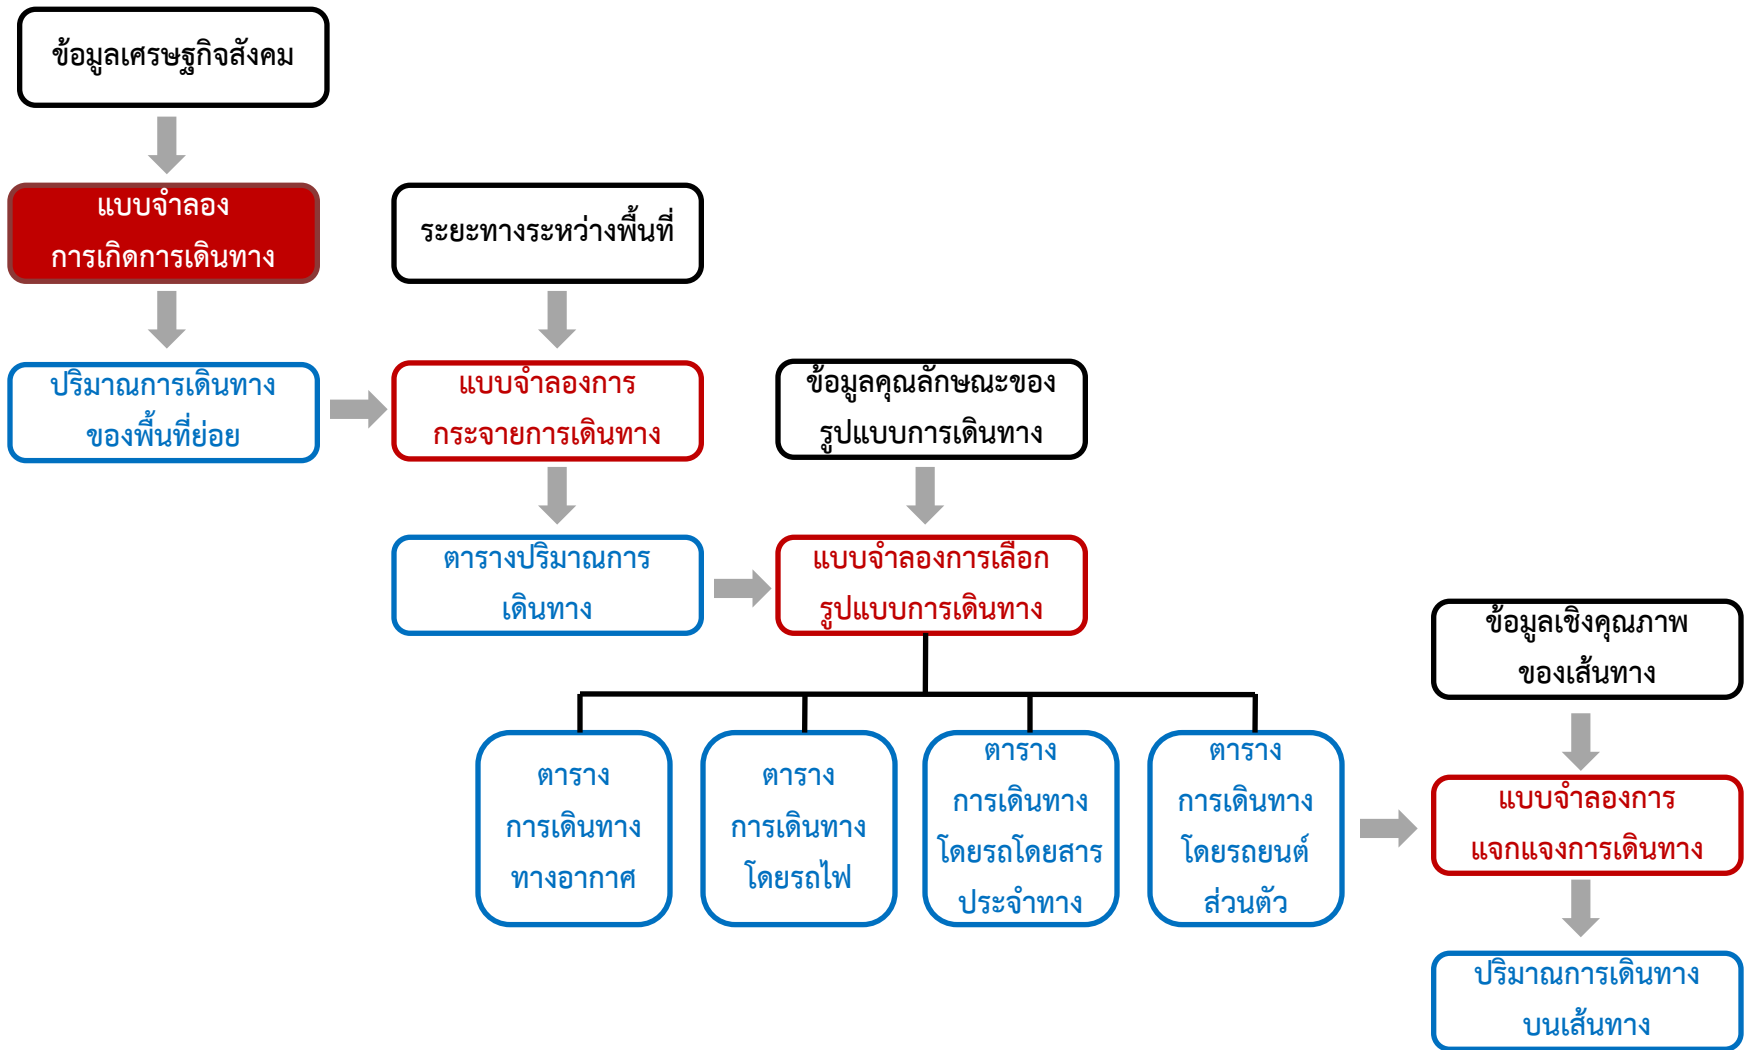 ข้อมูลเศรษฐกิจสังคม
แบบจำลอง
การเกิดการเดินทาง
ระยะทางระหว่างพื้นที่
ปริมาณการเดินทาง
ของพื้นที่ย่อย
แบบจำลองการ
กระจายการเดินทาง
ข้อมูลคุณลักษณะของ
รูปแบบการเดินทาง
ตารางปริมาณการ
เดินทาง
แบบจำลองการเลือก
รูปแบบการเดินทาง
ข้อมูลเชิงคุณภาพ
ของเส้นทาง
ตาราง
การเดินทาง
ทางอากาศ
ตาราง
การเดินทาง
โดยรถไฟ
ตาราง
การเดินทาง
โดยรถโดยสาร
ประจำทาง
ตาราง
การเดินทาง
โดยรถยนต์
ส่วนตัว
แบบจำลองการ
แจกแจงการเดินทาง
ปริมาณการเดินทาง
บนเส้นทาง